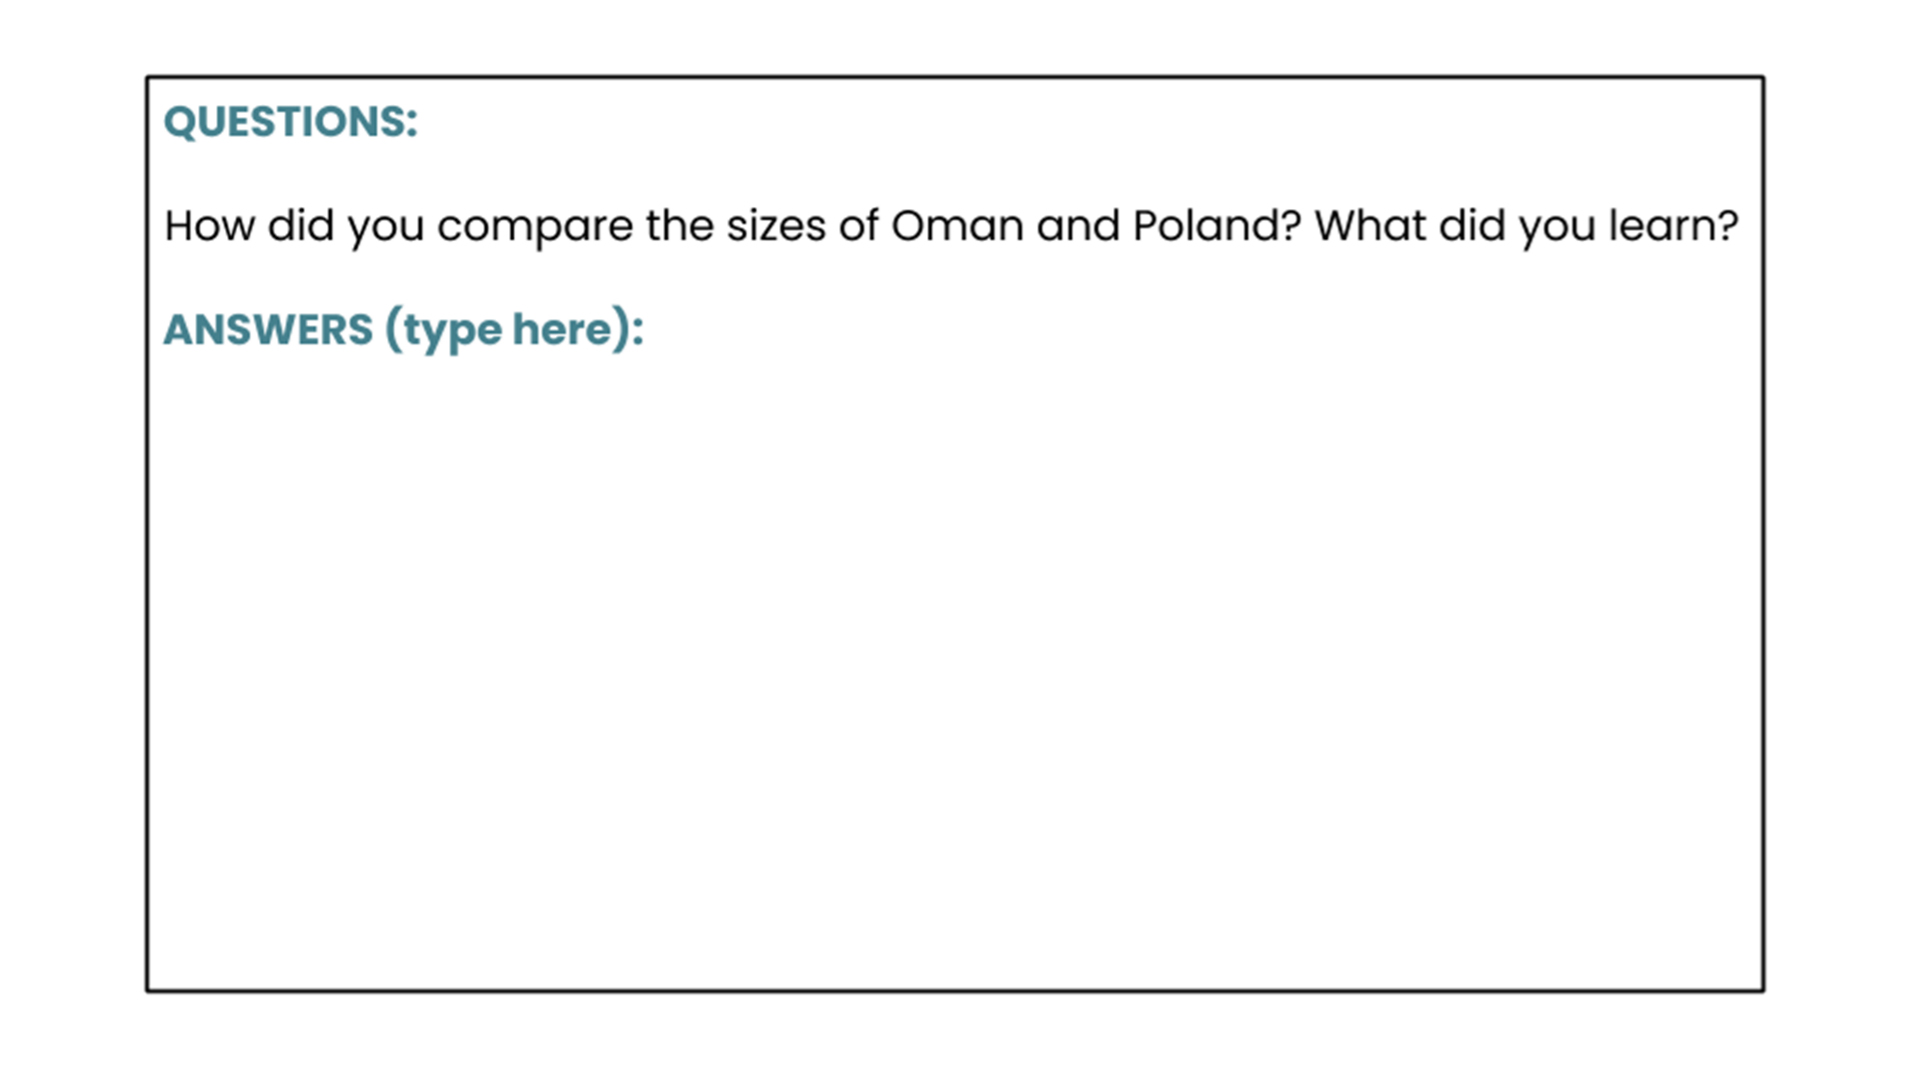 QUESTIONS:
How did you compare the sizes of Oman and Poland? What did you learn?
ANSWERS (type here):